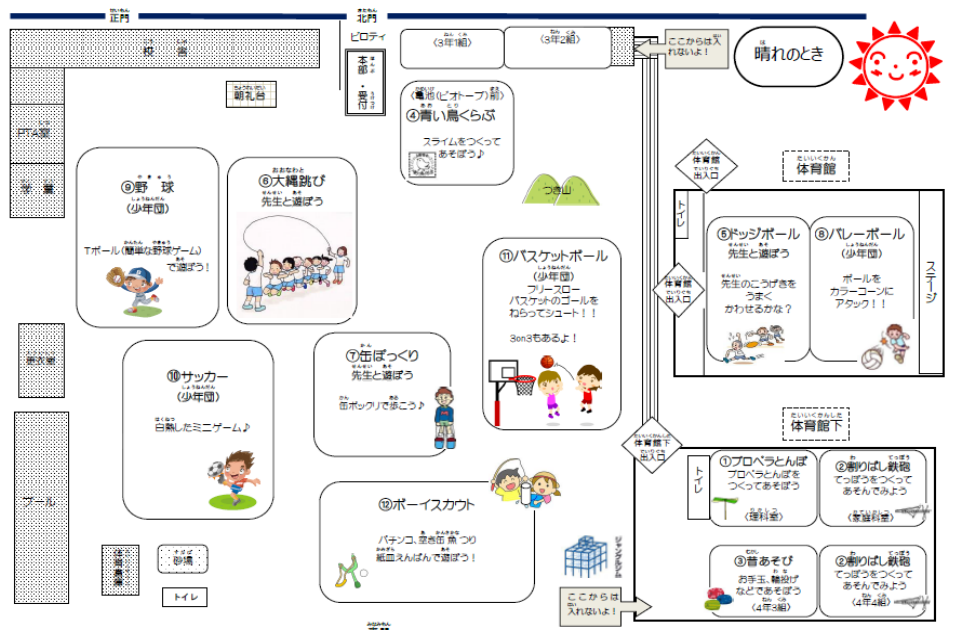 正門
北門
校舎
ピロティ
本部・受付
〈3年1組〉
〈3年2組〉
ここからは入
れないよ!
晴れのとき
朝礼台
〈亀池(ビオトープ)前〉
④青い鳥くらぶ
スライムをつくって
あそぼう♪
PTA室
学童
⑨野 球
(少年団)
Tボール(簡単な野球ゲーム)
で遊ぼう!
⑥大縄跳び
先生と遊ぼう
つき山
体育館
出入口
体育館
トイレ
⑤ドッジボール
先生と遊ぼう
先生のこうげきを
うまく
かわせるかな?
⑧バレーボール
(少年団)
ボールを
カラーコーンに
アタック!!
ステージ
体育館
出入口
⑪バスケットボール
(少年団)
フリースロー
バスケットのゴールを
ねらってシュート!!
3on3もあるよ!
⑩サッカー
(少年団)
白熱したミニゲーム♪
⑦缶ぽっくり
先生と遊ぼう
缶ポックリで歩こう♪
体育館下
出入口
体育館下
トイレ
①プロペラとんぼ
プロペラとんぼを
つくってあそぼう
〈理科室〉
②割りばし鉄砲
てっぽうをつくって
あそんでみよう
〈家庭科室〉
③昔あそび
お手玉、輪投げ
などであそぼう
〈4年3組〉
②割りばし鉄砲
てっぽうをつくって
あそんでみよう
〈4年4組〉
⑫ボーイスカウト
パチンコ、空き缶 魚 つり
紙皿えんばんで遊ぼう!
プール
砂場
トイレ
ジャングルジム
ここからは
入れないよ!